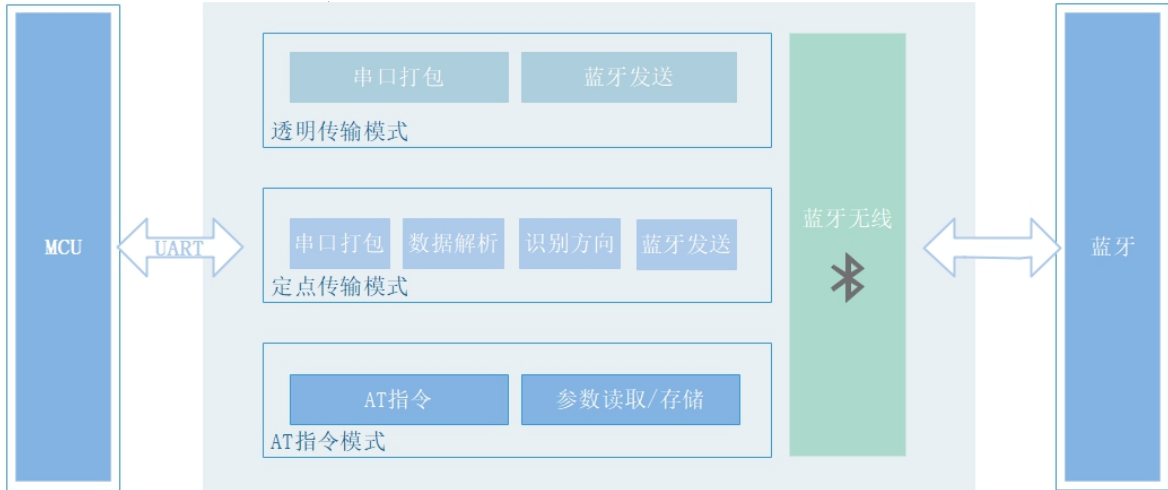 串口打包
蓝牙发送
透明传输模式
MCU
UART
串口打包
数据解析
识别方向
蓝牙发送
定点传输模式
蓝牙无线
蓝牙
AT指令
参数读取/存储
AT指令模式